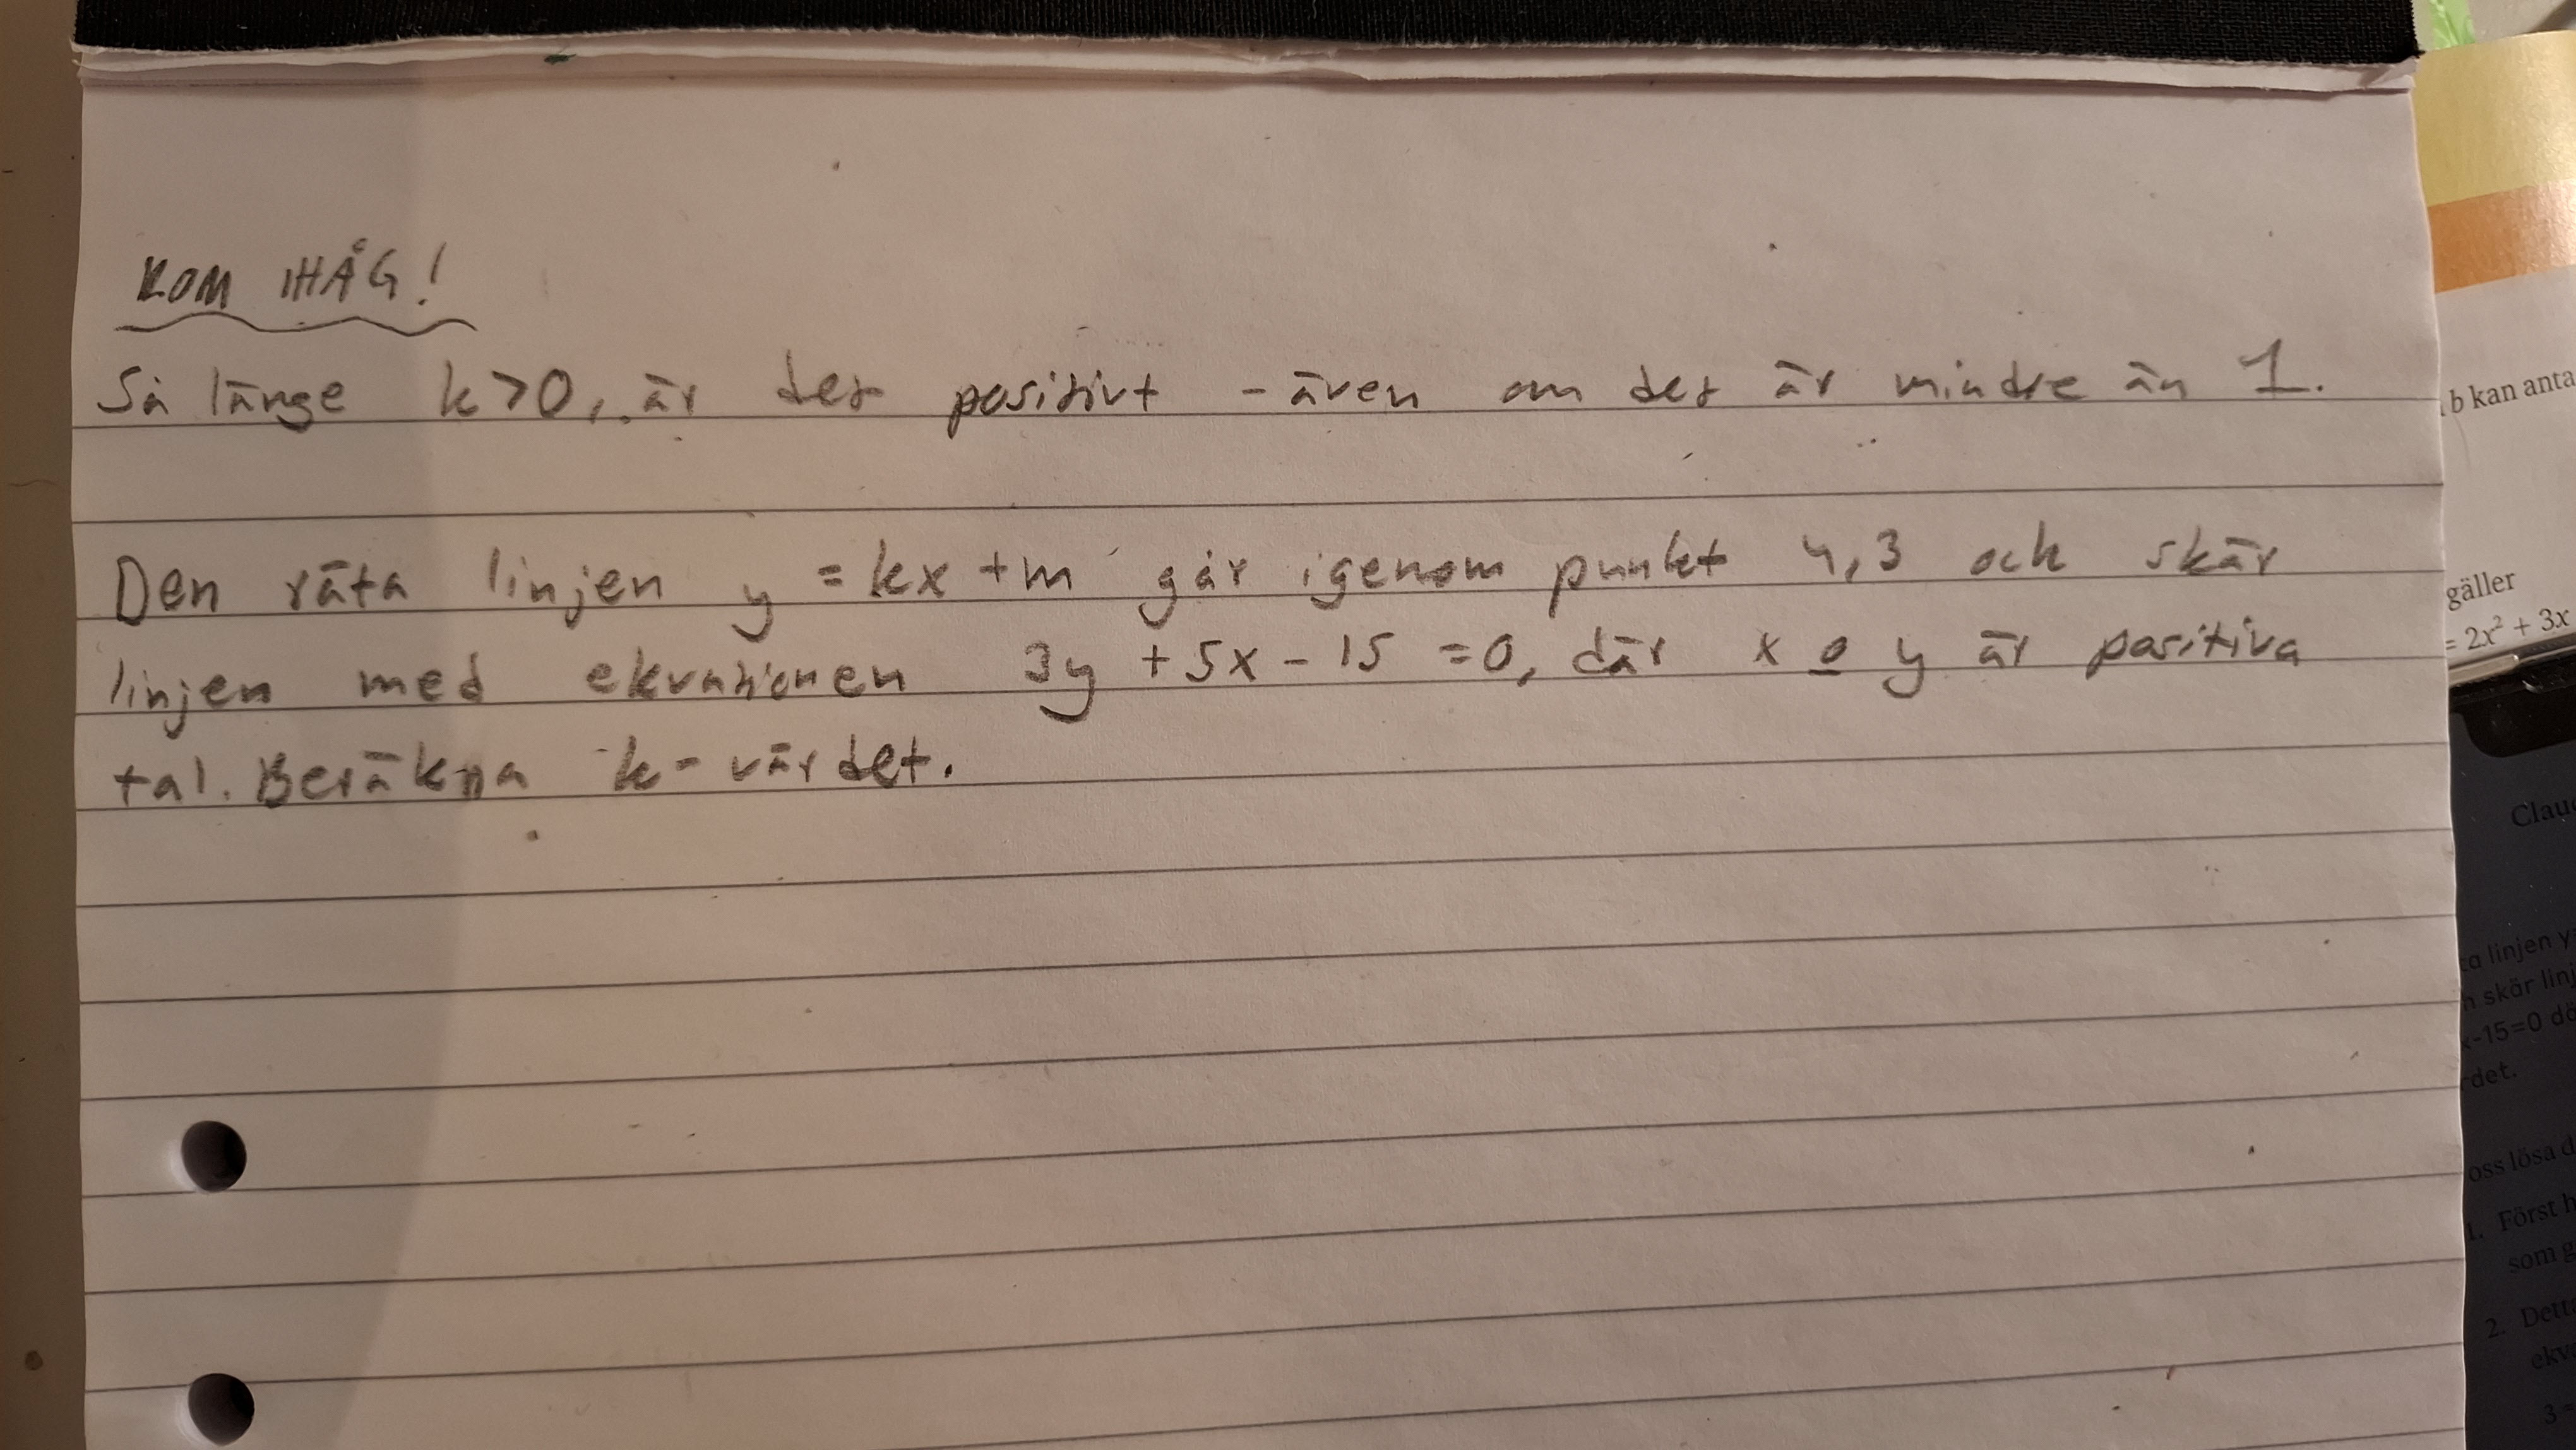 KOM IHÅG!
Så länge k>0, är det positivt - även om det är mindre än 1.
Den räta linjen y = kx + m går igenom punkt 4,3 och skär
linjen med ekvationen 3y + 5x - 15 = 0, där x o y är positiva
tal. Beräkna k-värdet.
b kan anta
gäller
= 2x² + 3x
Clau
ta linjen y
h skär linj
x-15=0 dä
rdet.
oss lösa d
1. Först h
som g
2. Dett
ekv
3 =